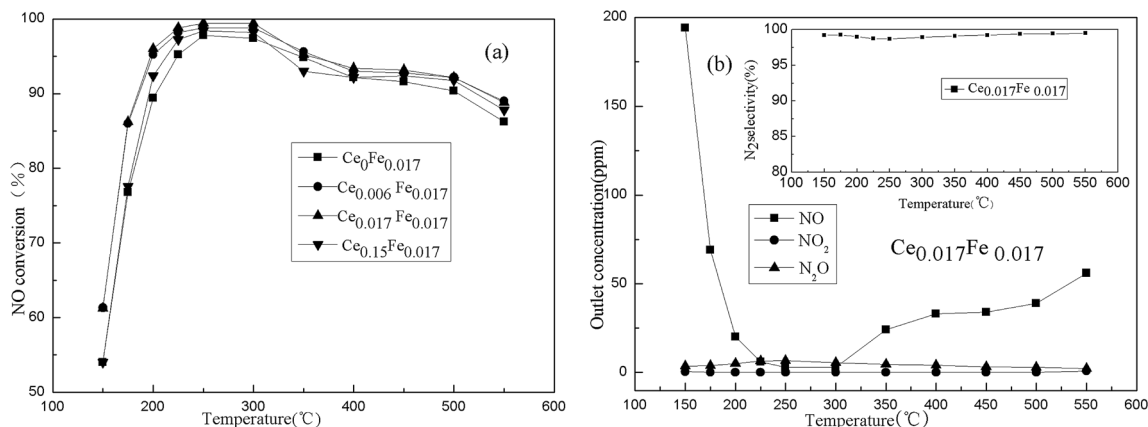 (a)
100
90
80
70
60
50
NO conversion（%）
Ce0Fe0.017
Ce0.006 Fe0.017
Ce0.017 Fe0.017
Ce0.15Fe0.017
100 200 300 400 500 600
Temperature(℃)
(b)
200
150
100
50
0
Outlet concentration(ppm)
100
95
90
85
80
N2selectivity(%)
Ce0.017Fe 0.017
100 150 200 250 300 350 400 450 500 550 600
Temperature(℃)
NO
NO2
N2O
Ce0.017Fe 0.017
100 150 200 250 300 350 400 450 500 550 600
Temperature(℃)